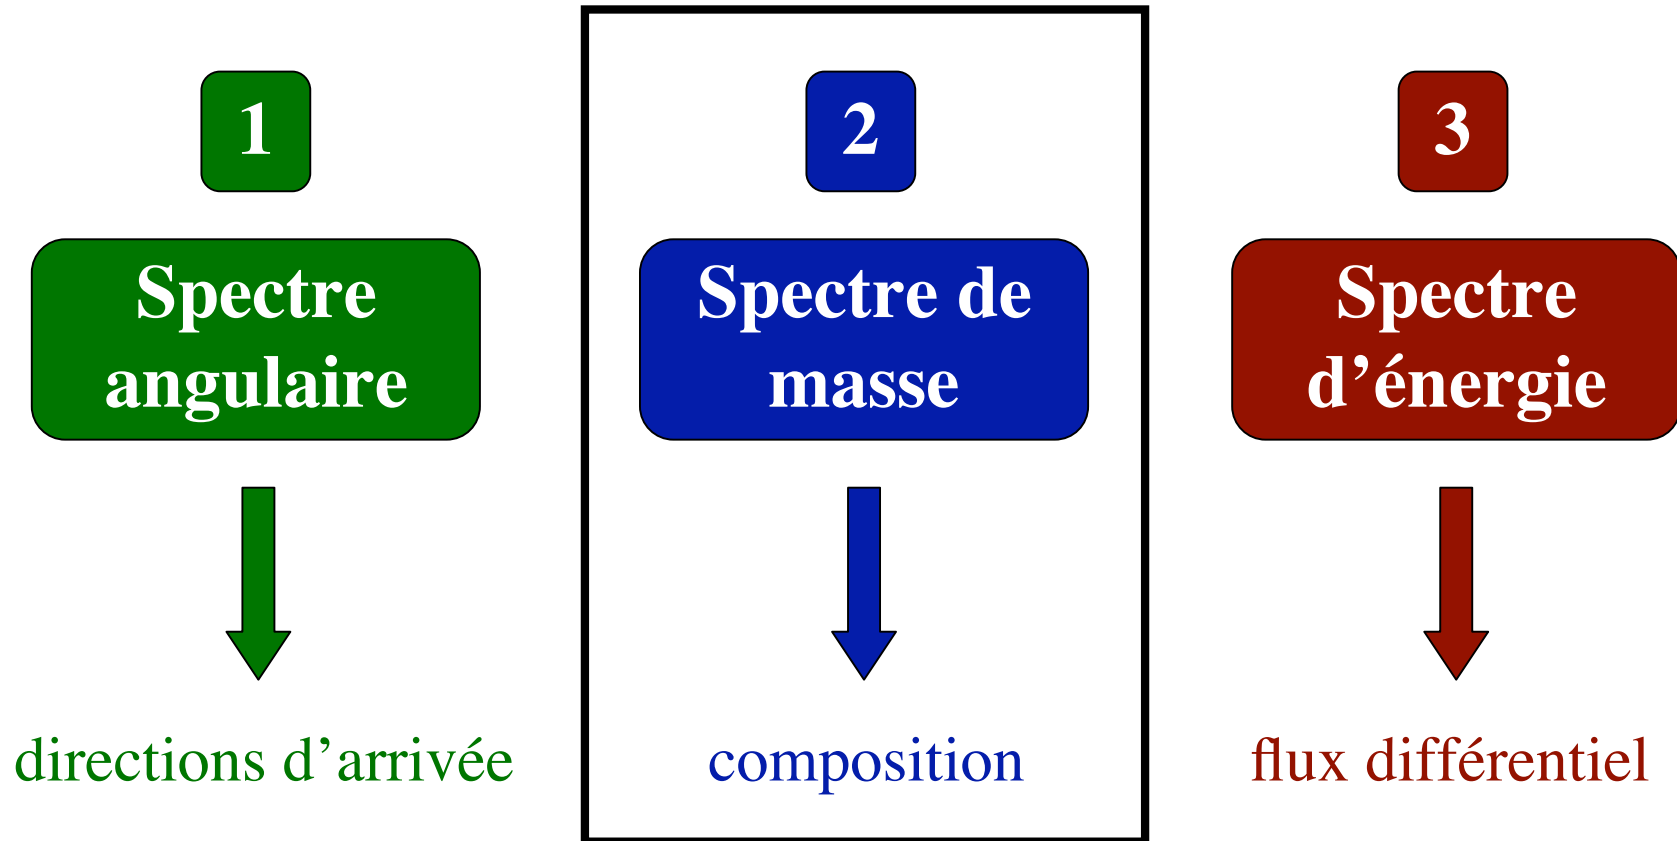 1
Spectre
angulaire
directions d’arrivée
2
Spectre de
masse
composition
3
Spectre
d’énergie
flux différentiel